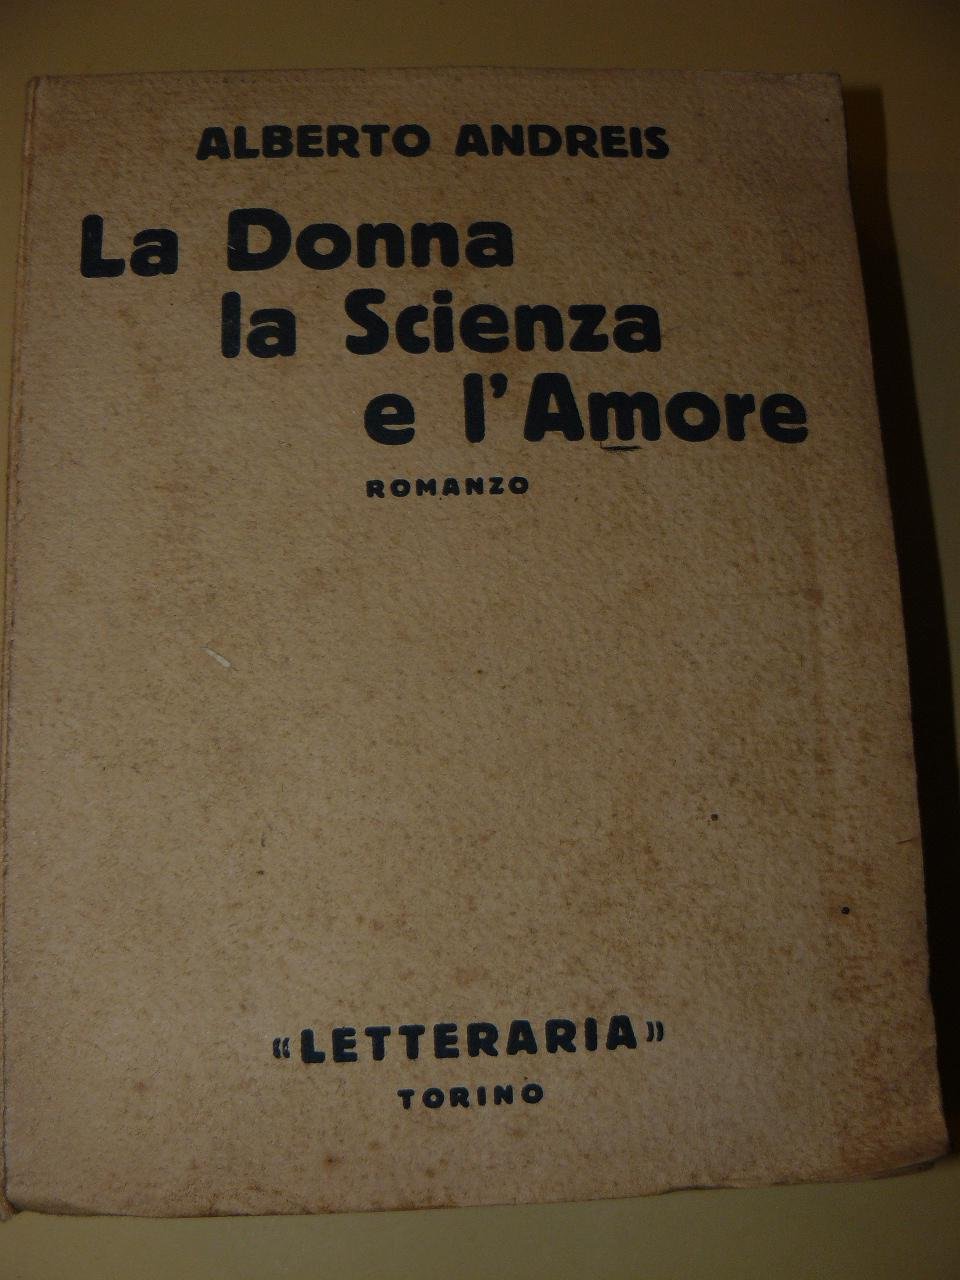 ALBERTO ANDREIS
La Donna
la Scienza
e l'Amore
ROMANZO
«LETTERARIA»
TORINO